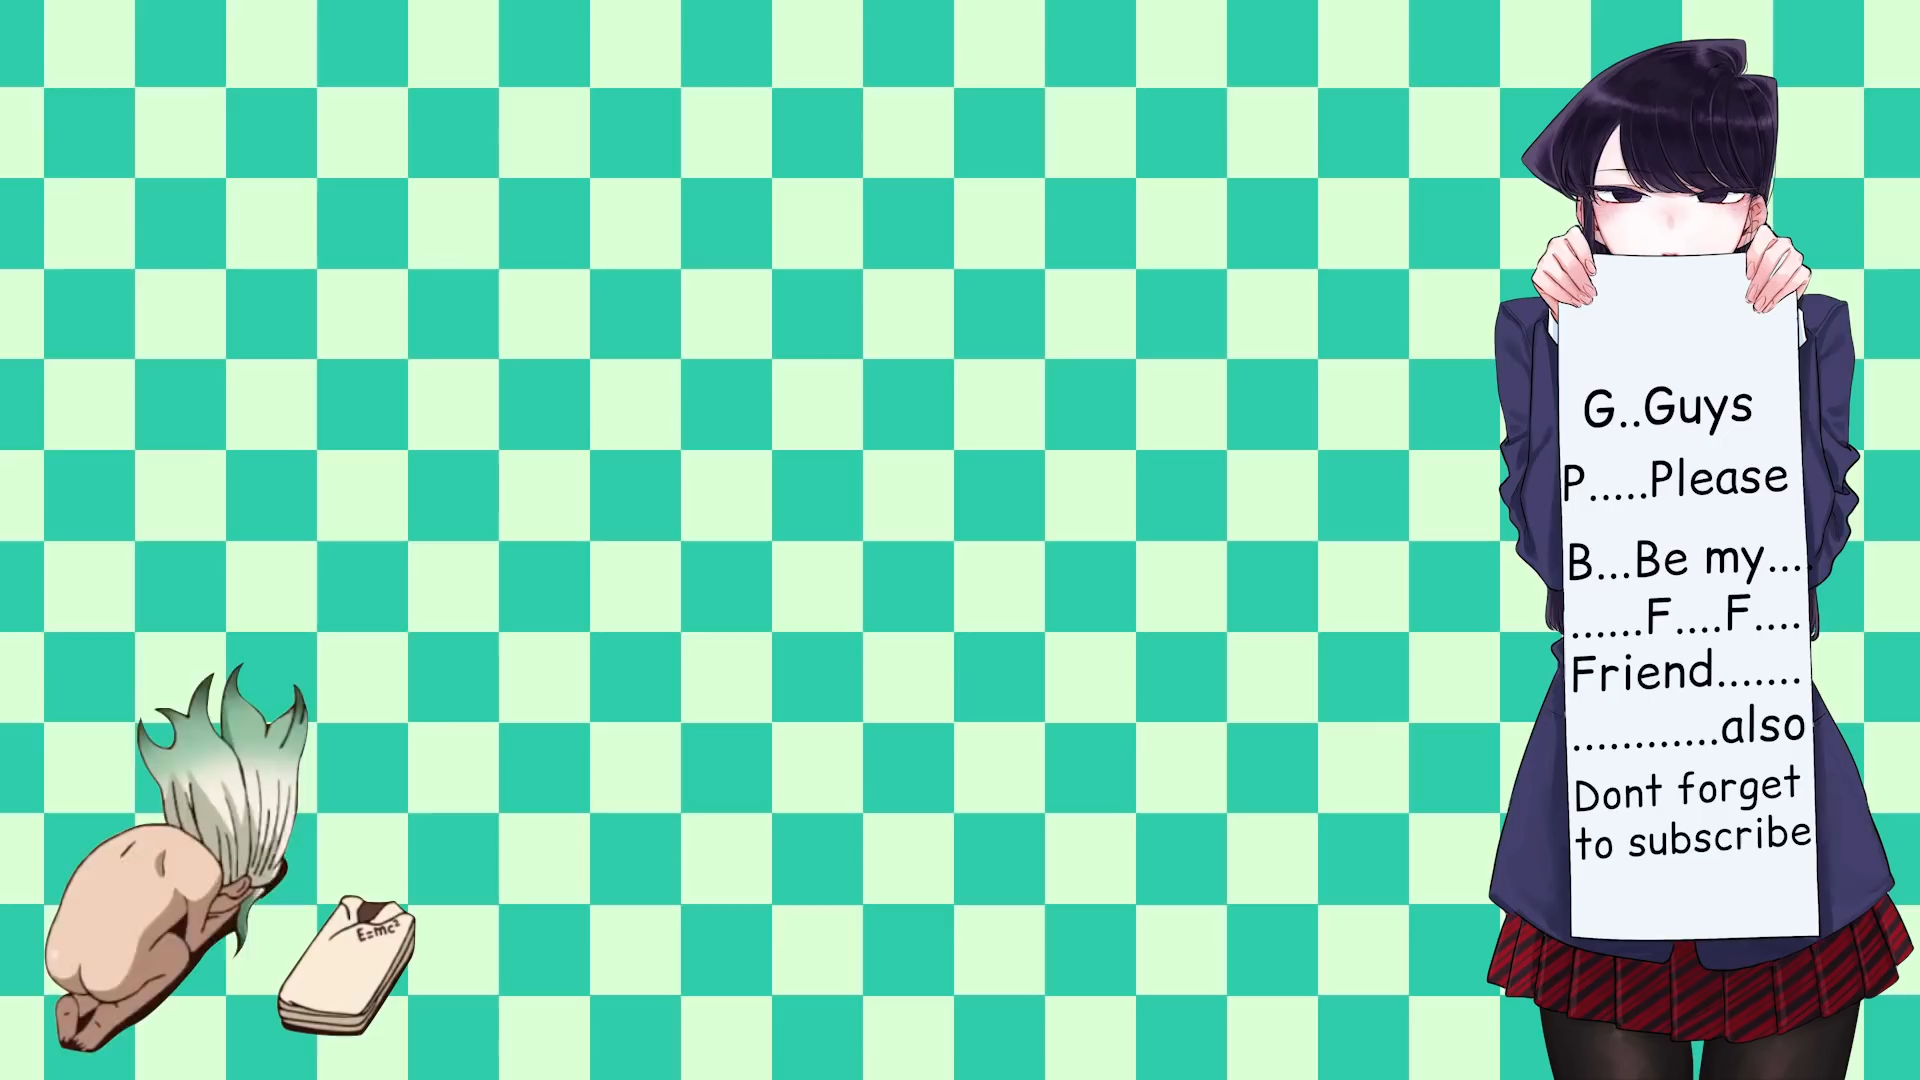 G..Guys
P.....Please
B...Be my....
......F....F....
Friend.......
............also
Dont forget
to subscribe
E=mc²